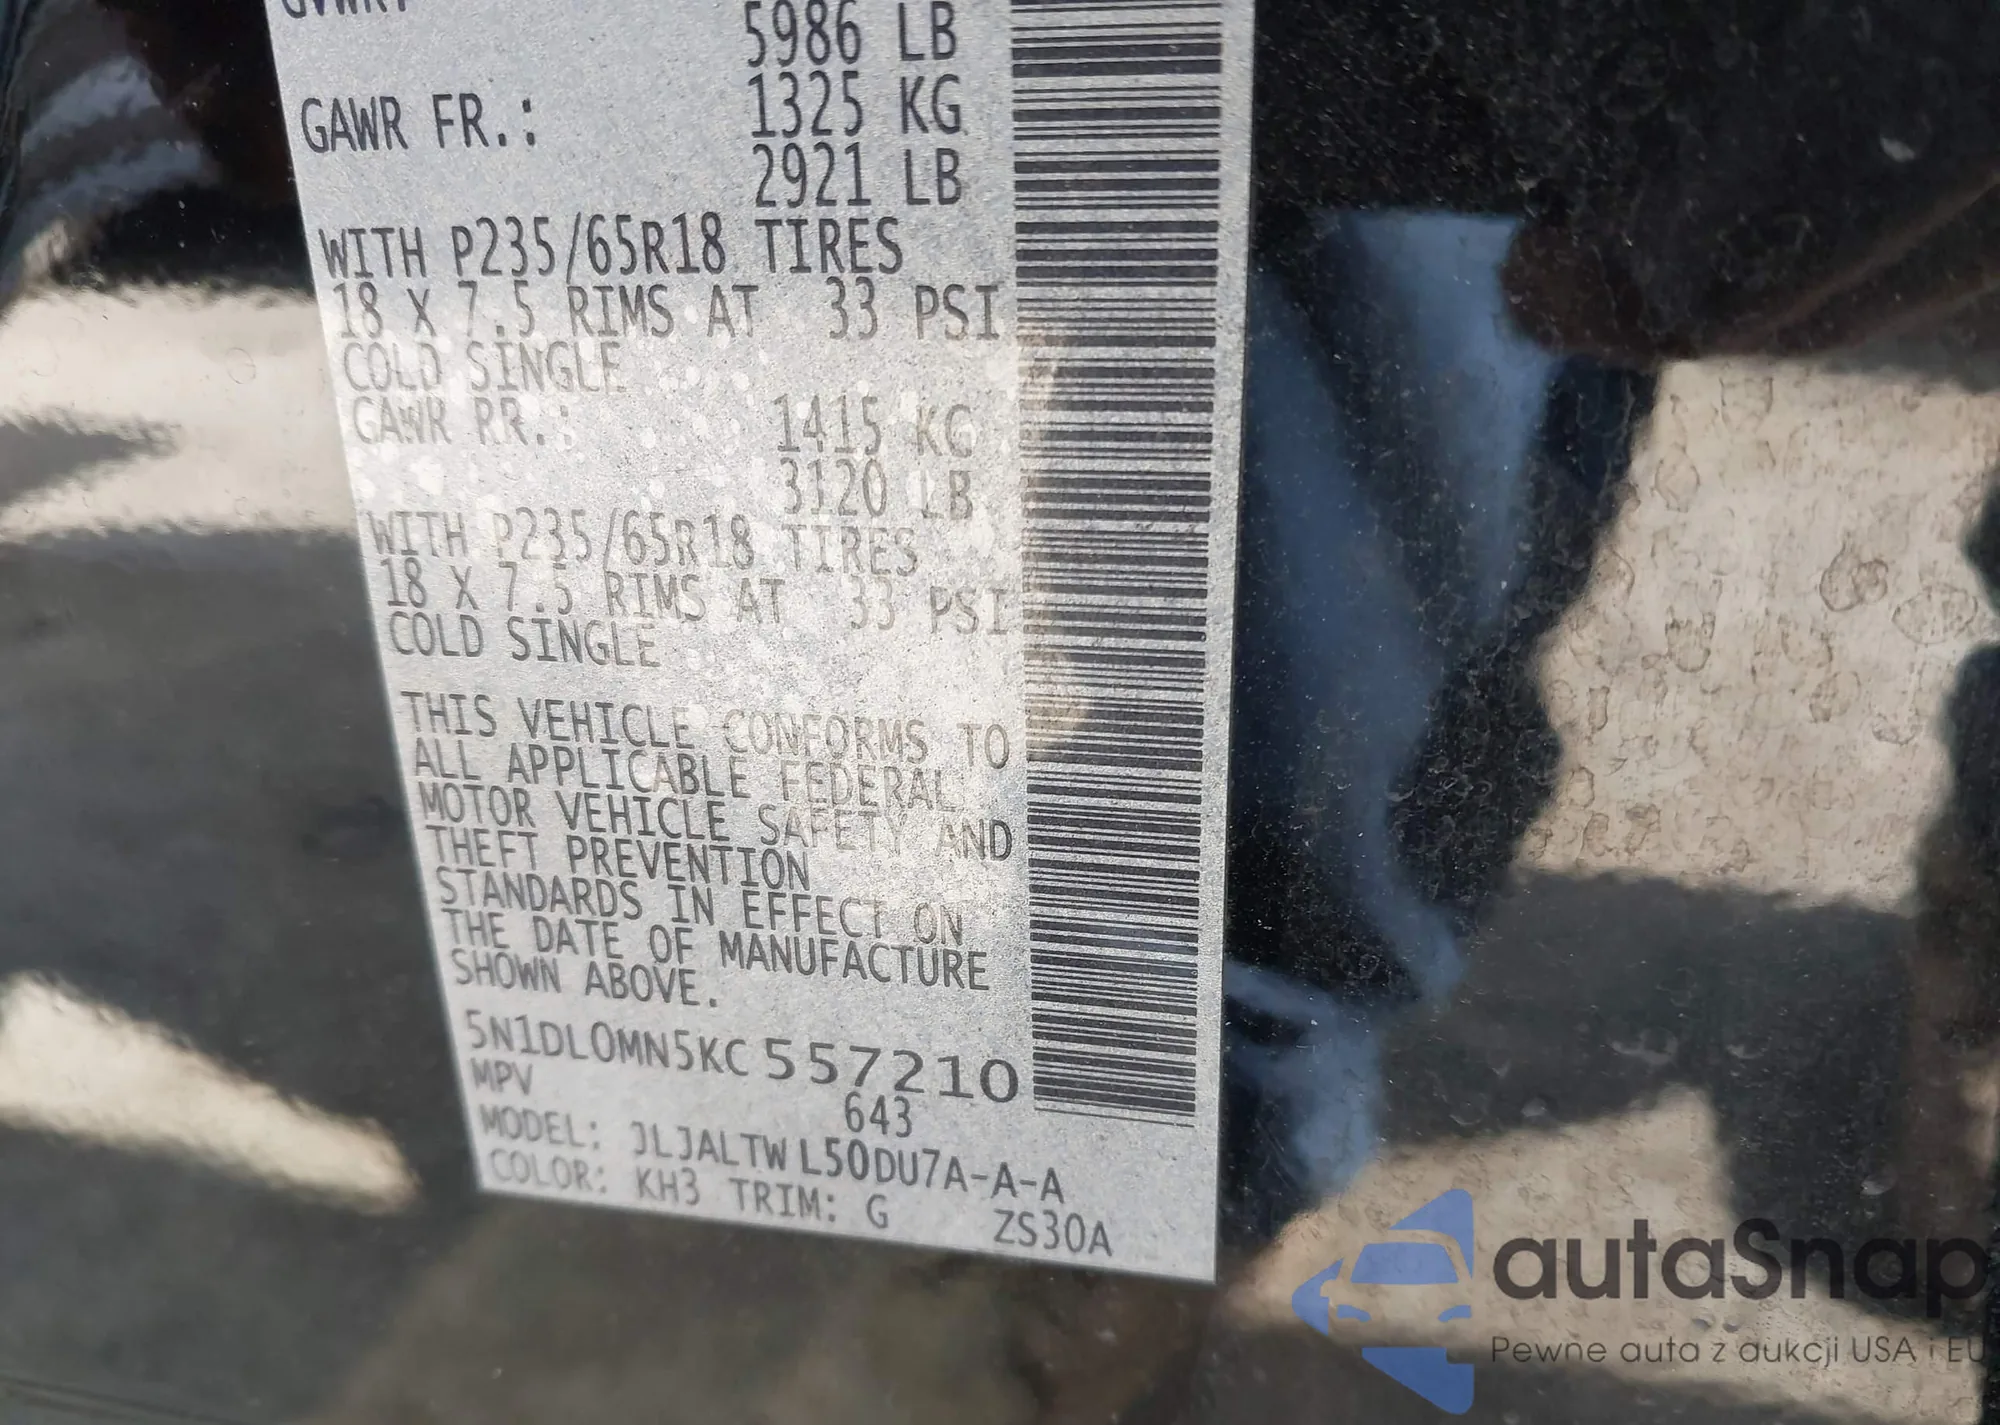 GVWR:
5986 LB
GAWR FR.: 1325 KG
2921 LB
WITH P235/65R18 TIRES
18 X 7.5 RIMS AT 33 PSI
COLD SINGLE
GAWR RR.: 1415 KG
3120 LB
WITH P235/65R18 TIRES
18 X 7.5 RIMS AT 33 PSI
COLD SINGLE
THIS VEHICLE CONFORMS TO
ALL APPLICABLE FEDERAL
MOTOR VEHICLE SAFETY AND
THEFT PREVENTION
STANDARDS IN EFFECT ON
THE DATE OF MANUFACTURE
SHOWN ABOVE.
5N1DL0MN5KC557210
MPV 643
MODEL: JLJALTWL50DU7A-A-A
COLOR: KH3 TRIM: G ZS30A
autaSnap
Pewne auta z aukcji USA i EU